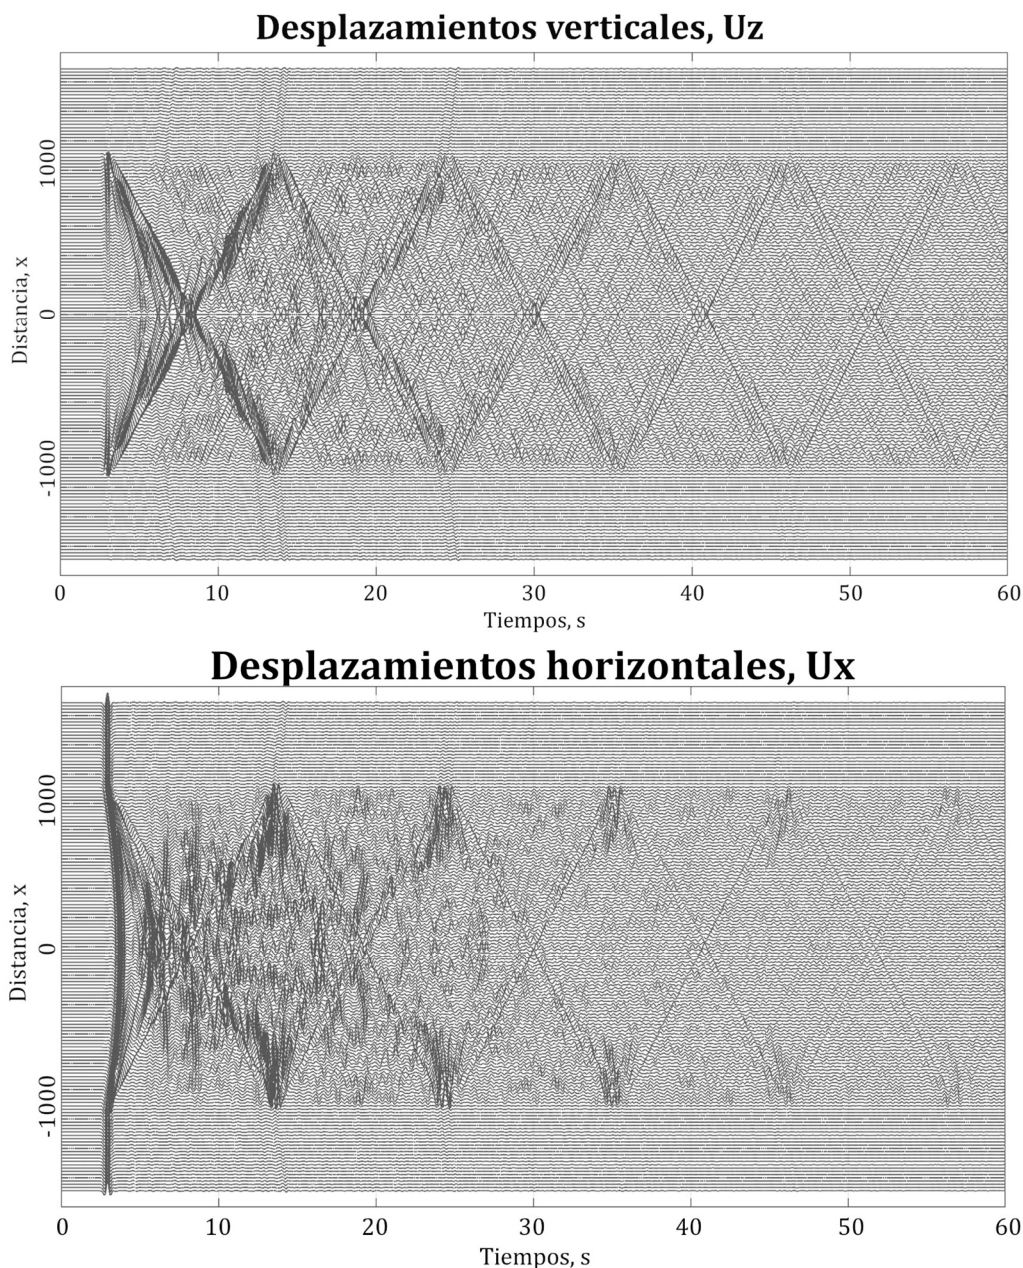 Desplazamientos verticales, Uz
1000
0
-1000
Distancia, x
0 10 20 30 40 50 60
Tiempos, s
Desplazamientos horizontales, Ux
1000
0
-1000
Distancia, x
0 10 20 30 40 50 60
Tiempos, s